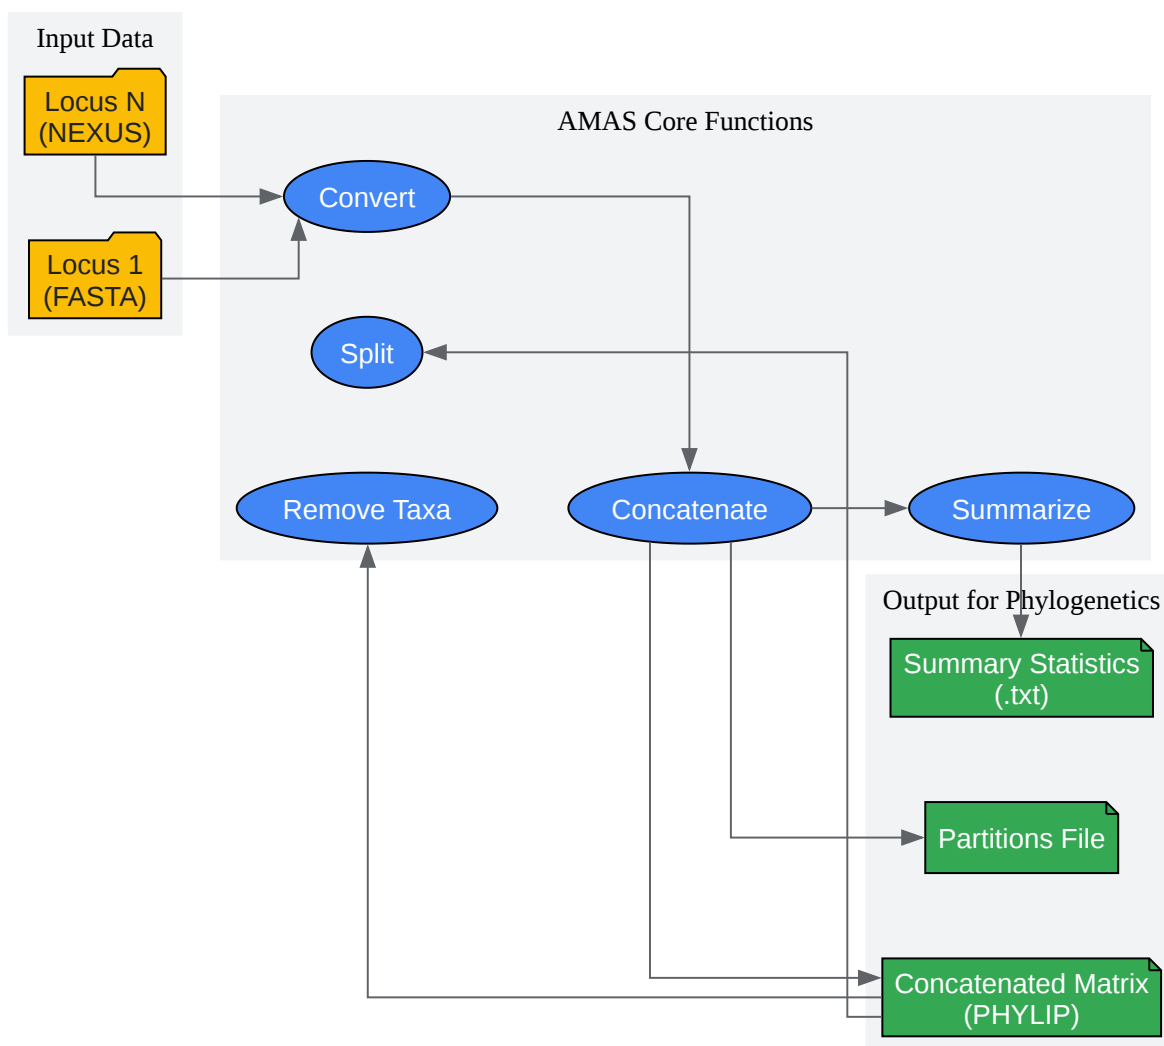 Input Data
Locus N
(NEXUS)
Locus 1
(FASTA)
AMAS Core Functions
Convert
Split
Remove Taxa
Concatenate
Summarize
Output for Phylogenetics
Summary Statistics
(.txt)
Partitions File
Concatenated Matrix
(PHYLIP)